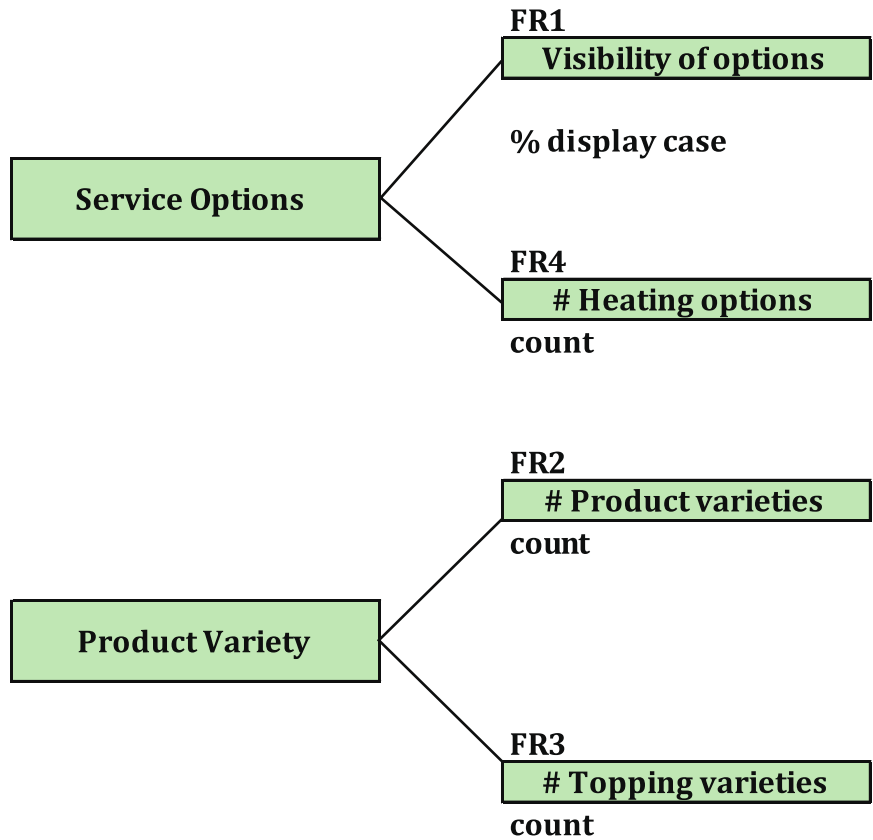 FR1
Visibility of options
% display case
Service Options
FR4
# Heating options
count
FR2
# Product varieties
count
Product Variety
FR3
# Topping varieties
count